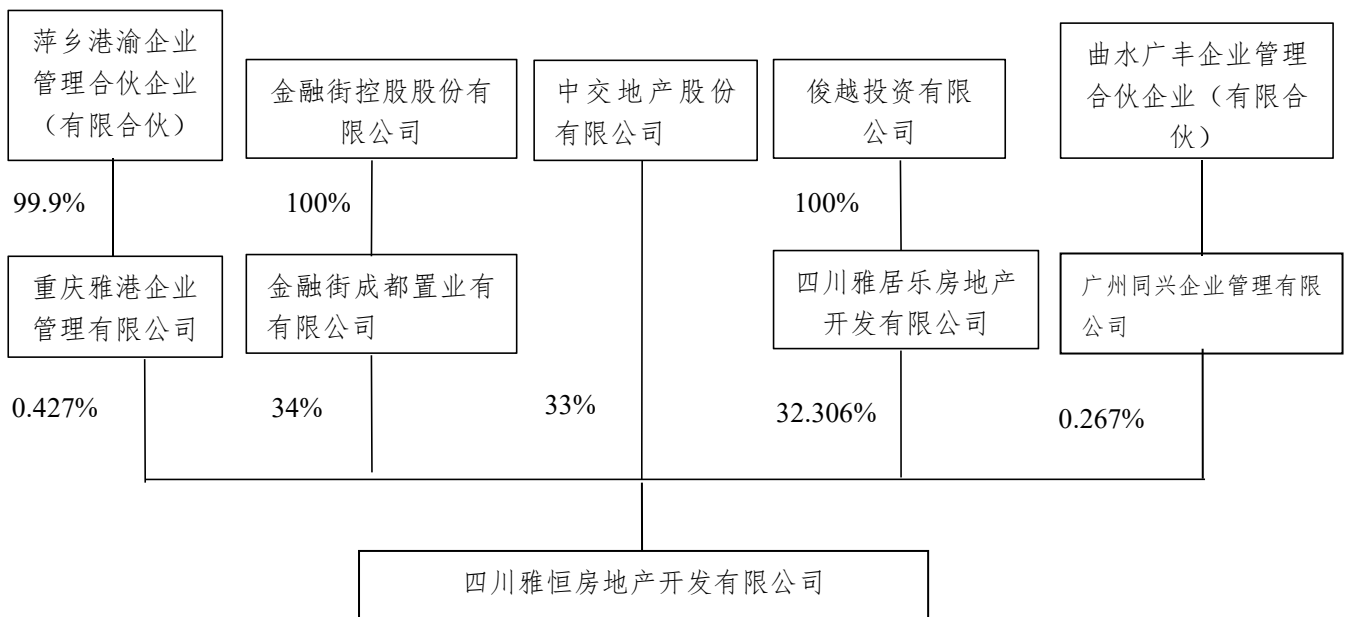 萍乡港渝企业
管理合伙企业
（有限合伙）
金融街控股股份有
限公司
中交地产股份
有限公司
俊越投资有限
公司
曲水广丰企业管理
合伙企业（有限合
伙）
99.9%
100%
100%
重庆雅港企业
管理有限公司
金融街成都置业有
有限公司
四川雅居乐房地产
开发有限公司
广州同兴企业管理有限
公司
0.427%
34%
33%
32.306%
0.267%
四川雅恒房地产开发有限公司